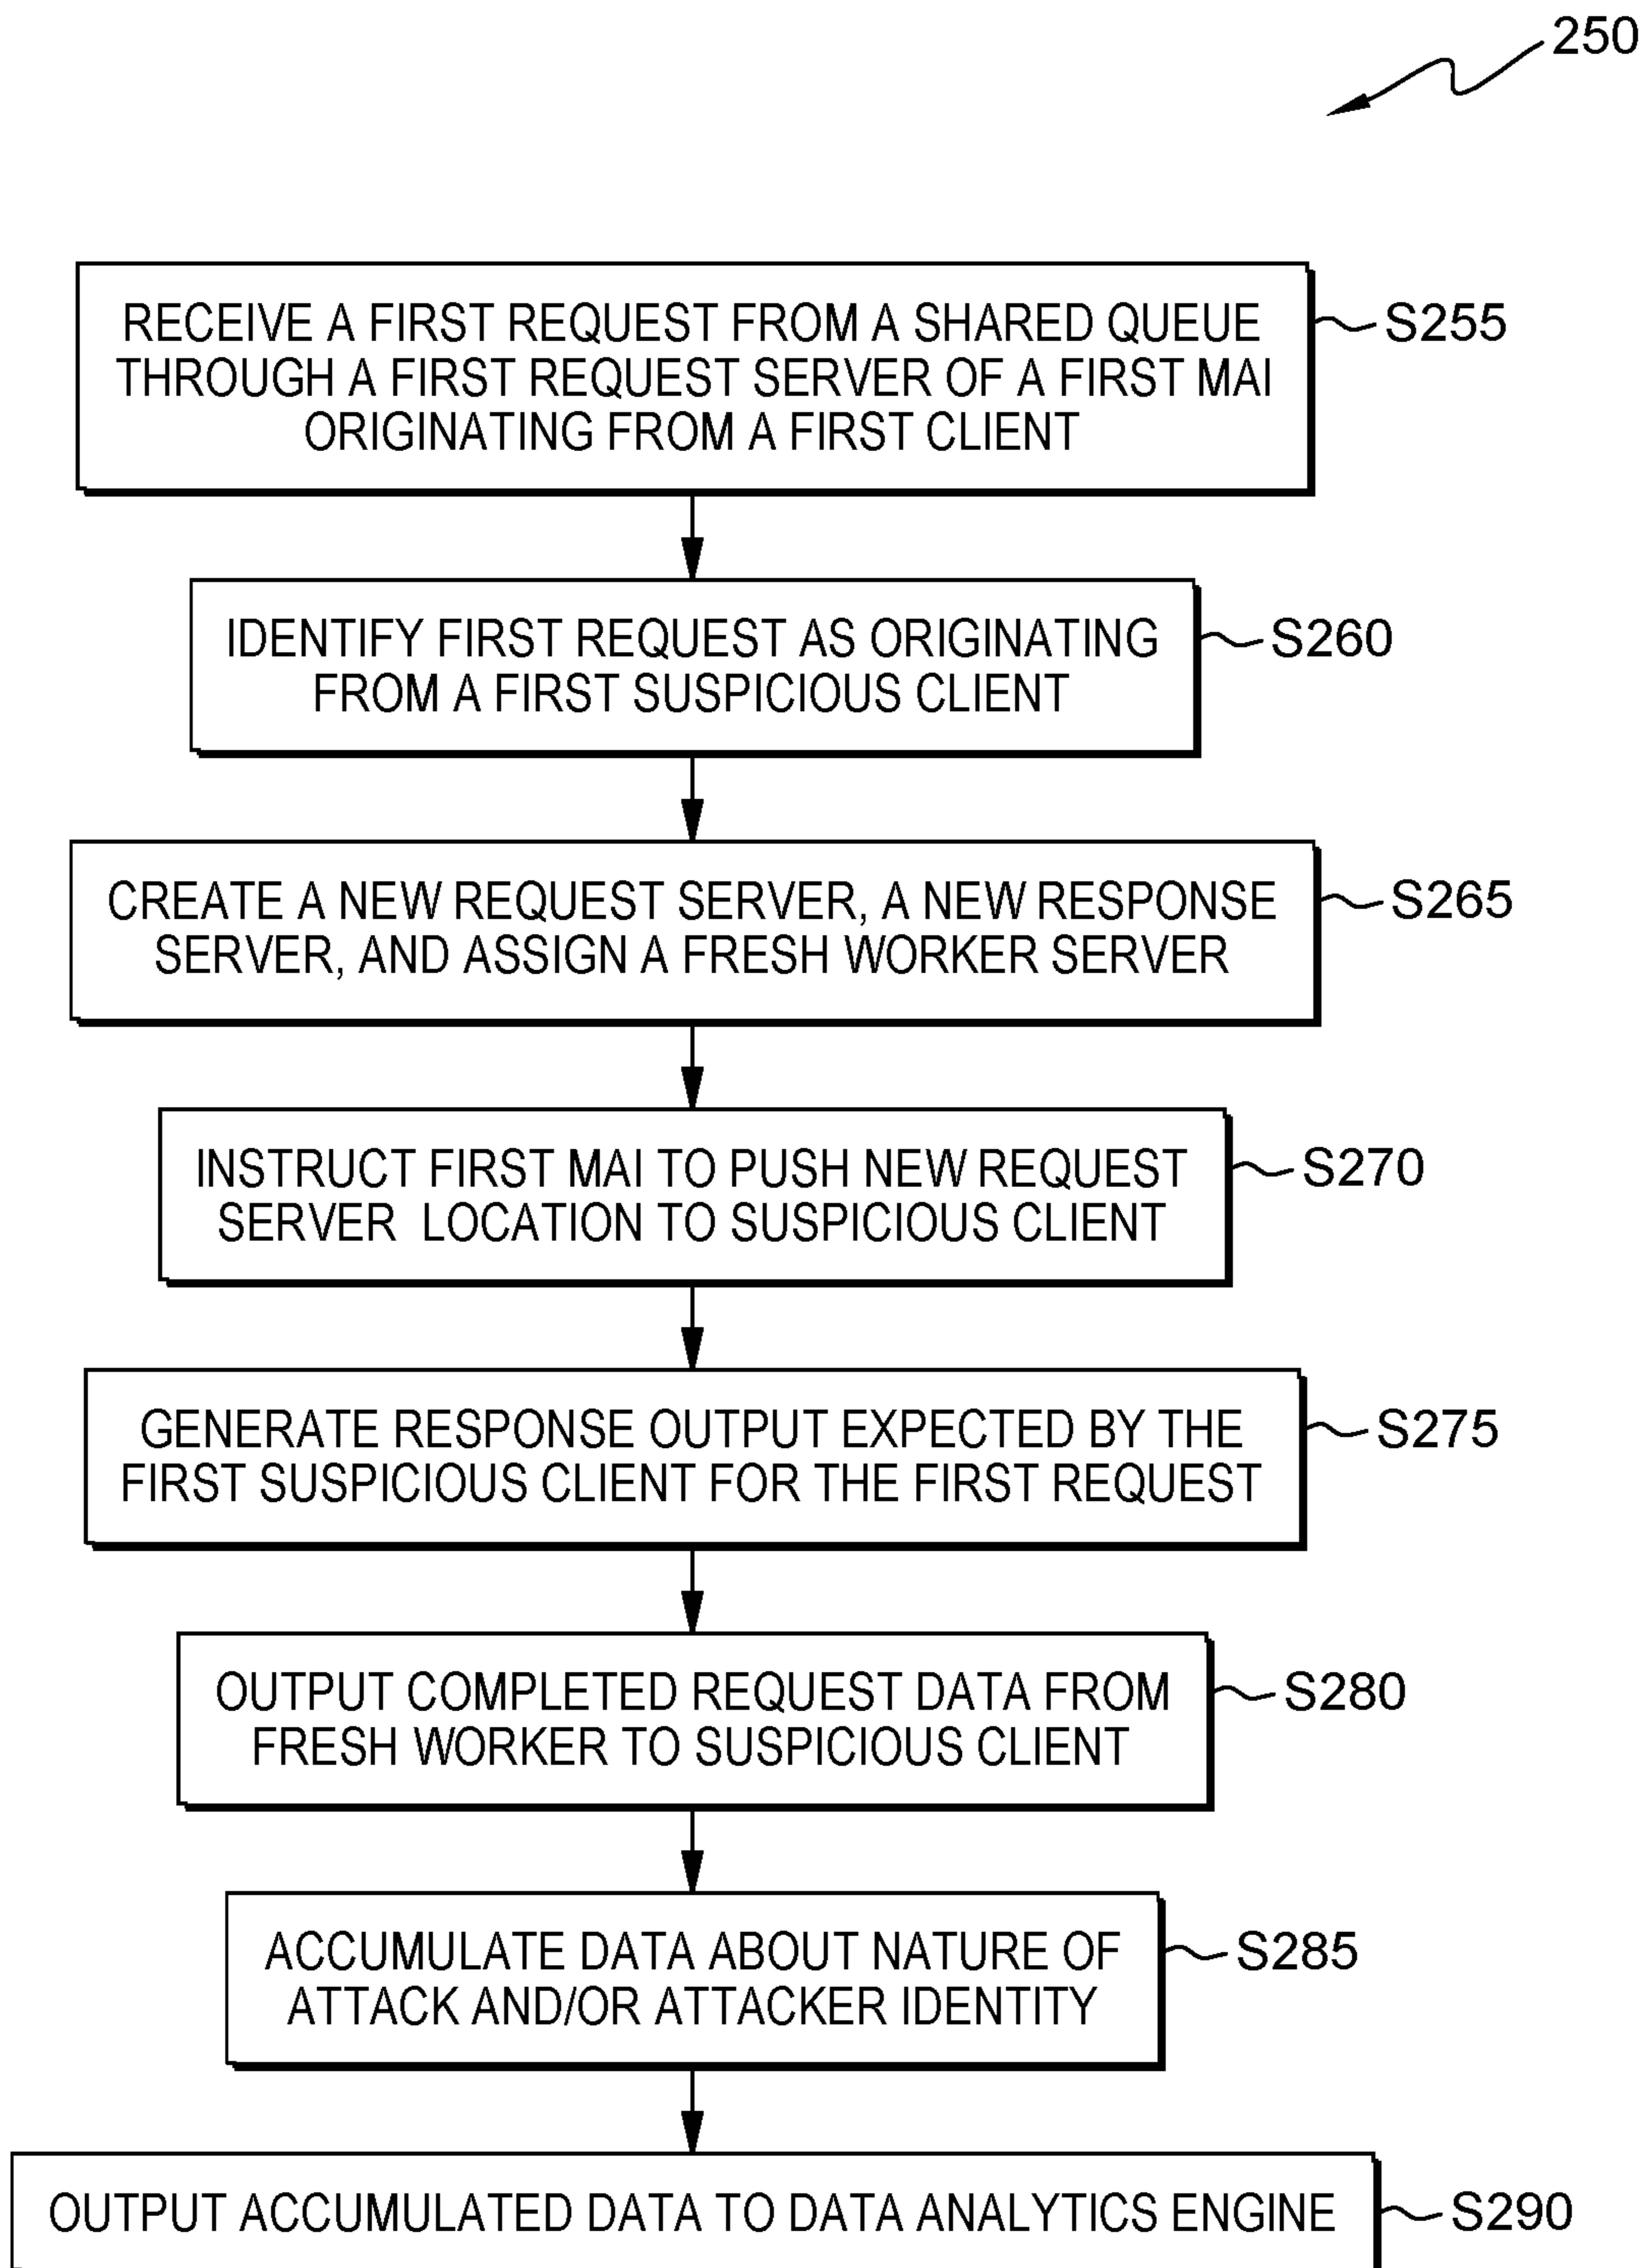 250
RECEIVE A FIRST REQUEST FROM A SHARED QUEUE
THROUGH A FIRST REQUEST SERVER OF A FIRST MAI
ORIGINATING FROM A FIRST CLIENT
S255
IDENTIFY FIRST REQUEST AS ORIGINATING
FROM A FIRST SUSPICIOUS CLIENT
S260
CREATE A NEW REQUEST SERVER, A NEW RESPONSE
SERVER, AND ASSIGN A FRESH WORKER SERVER
S265
INSTRUCT FIRST MAI TO PUSH NEW REQUEST
SERVER LOCATION TO SUSPICIOUS CLIENT
S270
GENERATE RESPONSE OUTPUT EXPECTED BY THE
FIRST SUSPICIOUS CLIENT FOR THE FIRST REQUEST
S275
OUTPUT COMPLETED REQUEST DATA FROM
FRESH WORKER TO SUSPICIOUS CLIENT
S280
ACCUMULATE DATA ABOUT NATURE OF
ATTACK AND/OR ATTACKER IDENTITY
S285
OUTPUT ACCUMULATED DATA TO DATA ANALYTICS ENGINE
S290